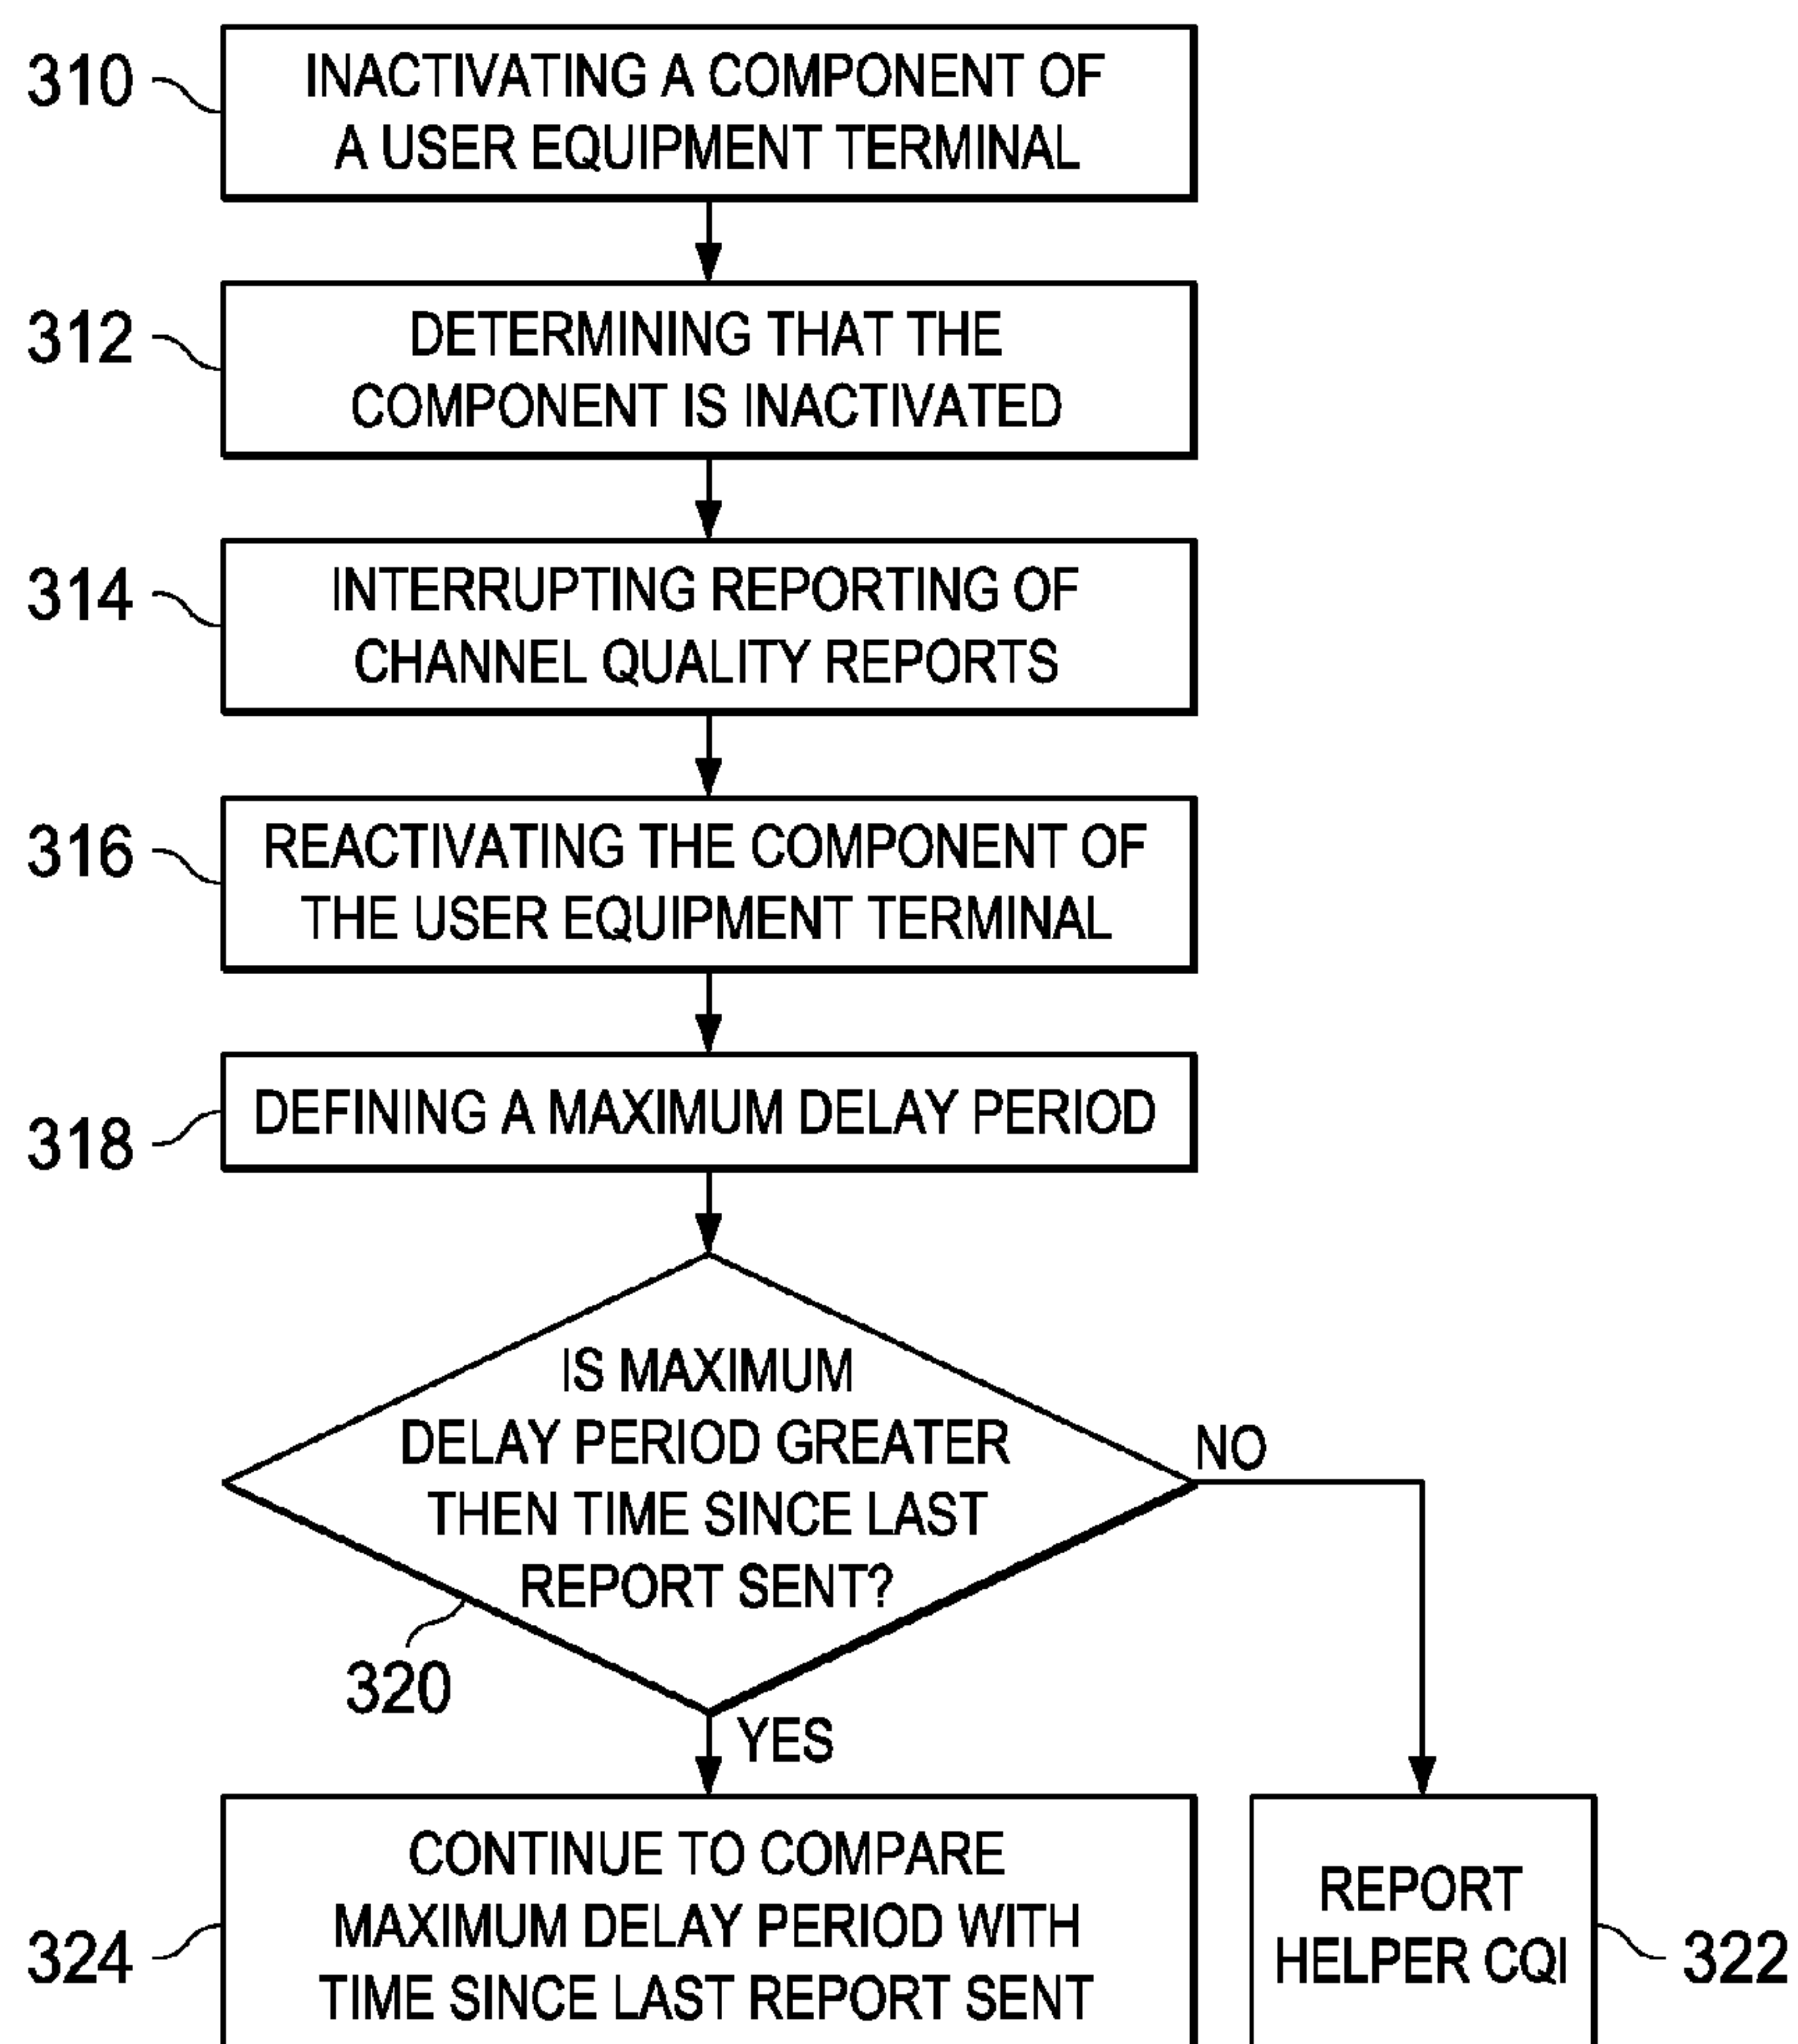 310
INACTIVATING A COMPONENT OF
A USER EQUIPMENT TERMINAL
312
DETERMINING THAT THE
COMPONENT IS INACTIVATED
314
INTERRUPTING REPORTING OF
CHANNEL QUALITY REPORTS
316
REACTIVATING THE COMPONENT OF
THE USER EQUIPMENT TERMINAL
318
DEFINING A MAXIMUM DELAY PERIOD
IS MAXIMUM
DELAY PERIOD GREATER
THEN TIME SINCE LAST
REPORT SENT?
NO
320
YES
324
CONTINUE TO COMPARE
MAXIMUM DELAY PERIOD WITH
TIME SINCE LAST REPORT SENT
REPORT
HELPER CQI
322